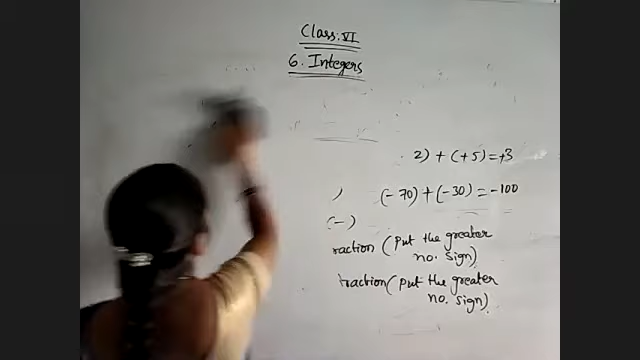 Class: VI
6. Integers
2) + (+5) = +3
(-70) + (-30) = -100
(-)
raction (Put the greater
no. sign)
traction (Put the greater
no. sign)